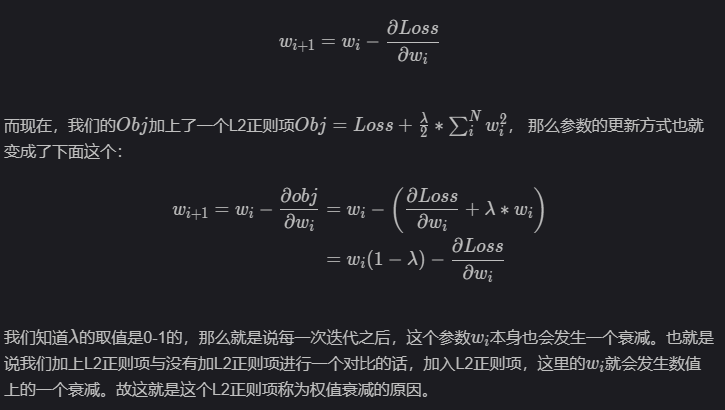 $w_{i+1} = w_i - \frac{\partial Loss}{\partial w_i}$
而现在，我们的$Obj$加上了一个L2正则项$Obj = Loss + \frac{\lambda}{2} * \sum_i^N w_i^2$， 那么参数的更新方式也就
变成了下面这个：
$w_{i+1} = w_i - \frac{\partial obj}{\partial w_i} = w_i - \left(\frac{\partial Loss}{\partial w_i} + \lambda * w_i\right)$
$= w_i(1 - \lambda) - \frac{\partial Loss}{\partial w_i}$
我们知道$\lambda$的取值是0-1的，那么就是说每一次迭代之后，这个参数$w_i$本身也会发生一个衰减。也就是
说我们加上L2正则项与没有加L2正则项进行一个对比的话，加入L2正则项，这里的$w_i$就会发生数值
上的一个衰减。故这就是这个L2正则项称为权值衰减的原因。